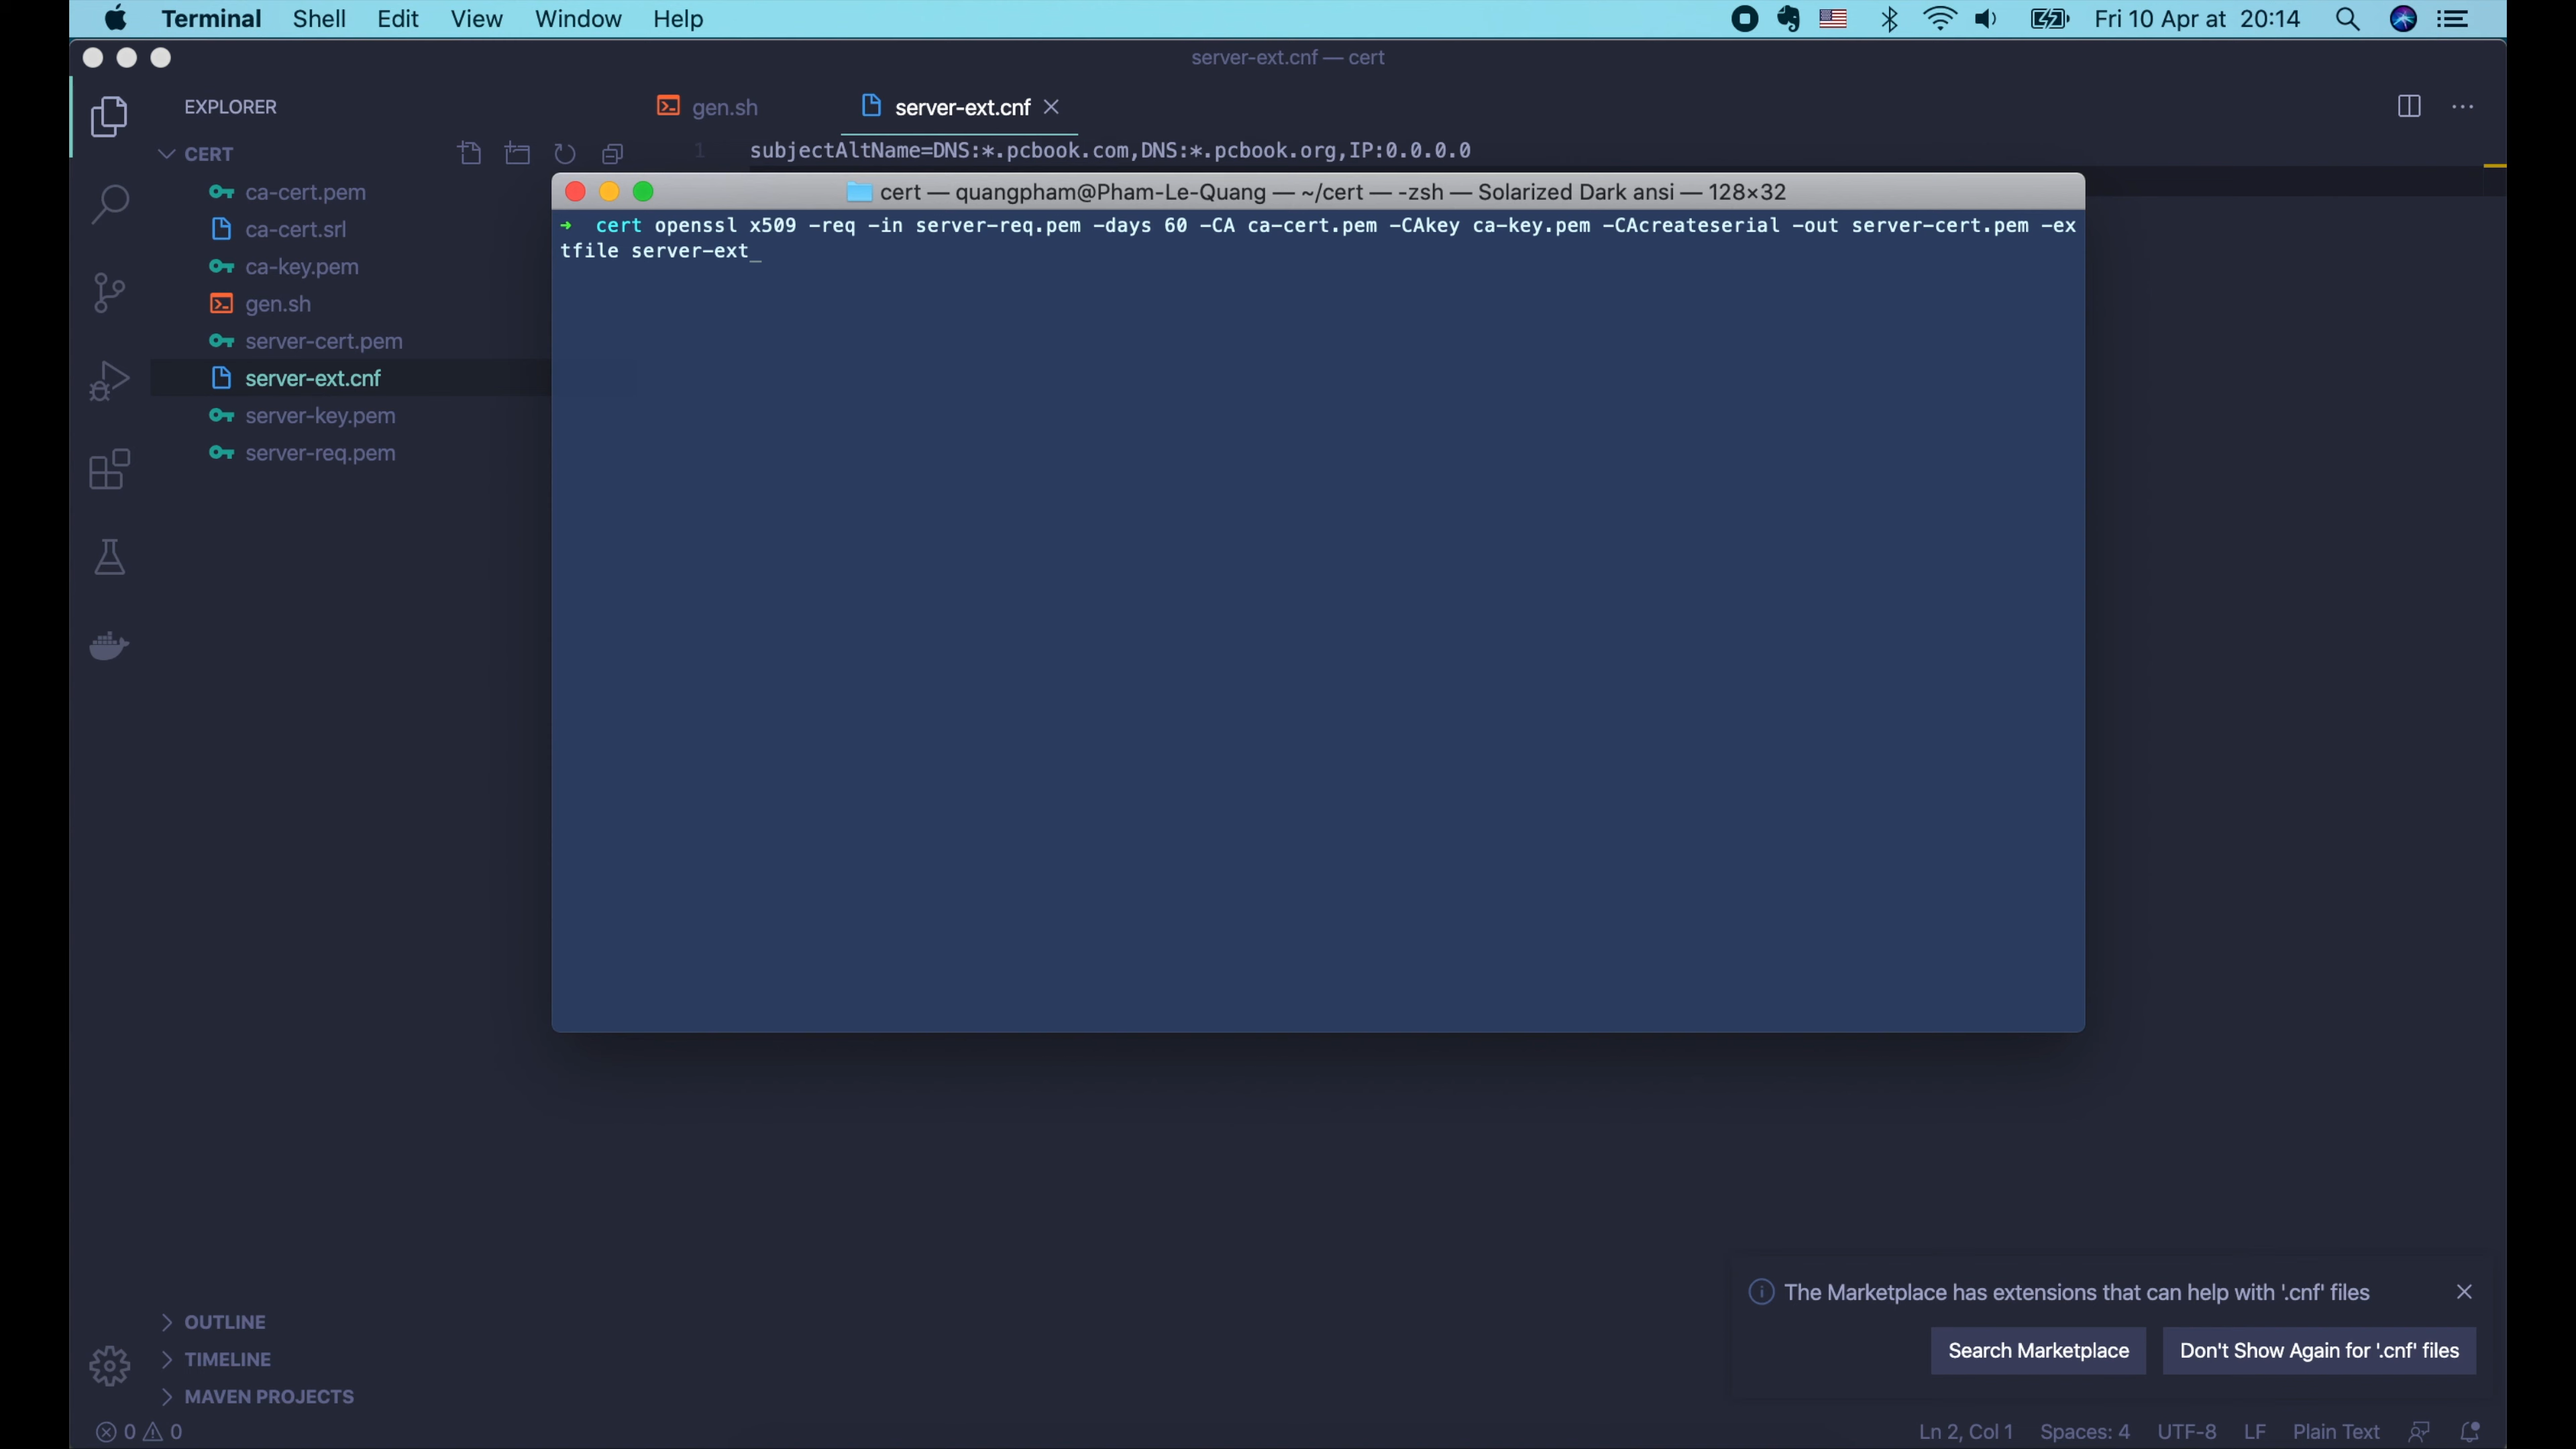 Terminal Shell Edit View Window Help Fri 10 Apr at 20:14
server-ext.cnf — cert
EXPLORER
gen.sh
server-ext.cnf
CERT
1 subjectAltName=DNS:*.pcbook.com,DNS:*.pcbook.org,IP:0.0.0.0
ca-cert.pem
ca-cert.srl
ca-key.pem
gen.sh
server-cert.pem
server-ext.cnf
server-key.pem
server-req.pem
cert — quangpham@Pham-Le-Quang — ~/cert — -zsh — Solarized Dark ansi — 128×32
➜ cert openssl x509 -req -in server-req.pem -days 60 -CA ca-cert.pem -CAkey ca-key.pem -CAcreateserial -out server-cert.pem -ex
tfile server-ext_
The Marketplace has extensions that can help with '.cnf' files
Search Marketplace
Don't Show Again for '.cnf' files
OUTLINE
TIMELINE
MAVEN PROJECTS
0 0
Ln 2, Col 1 Spaces: 4 UTF-8 LF Plain Text